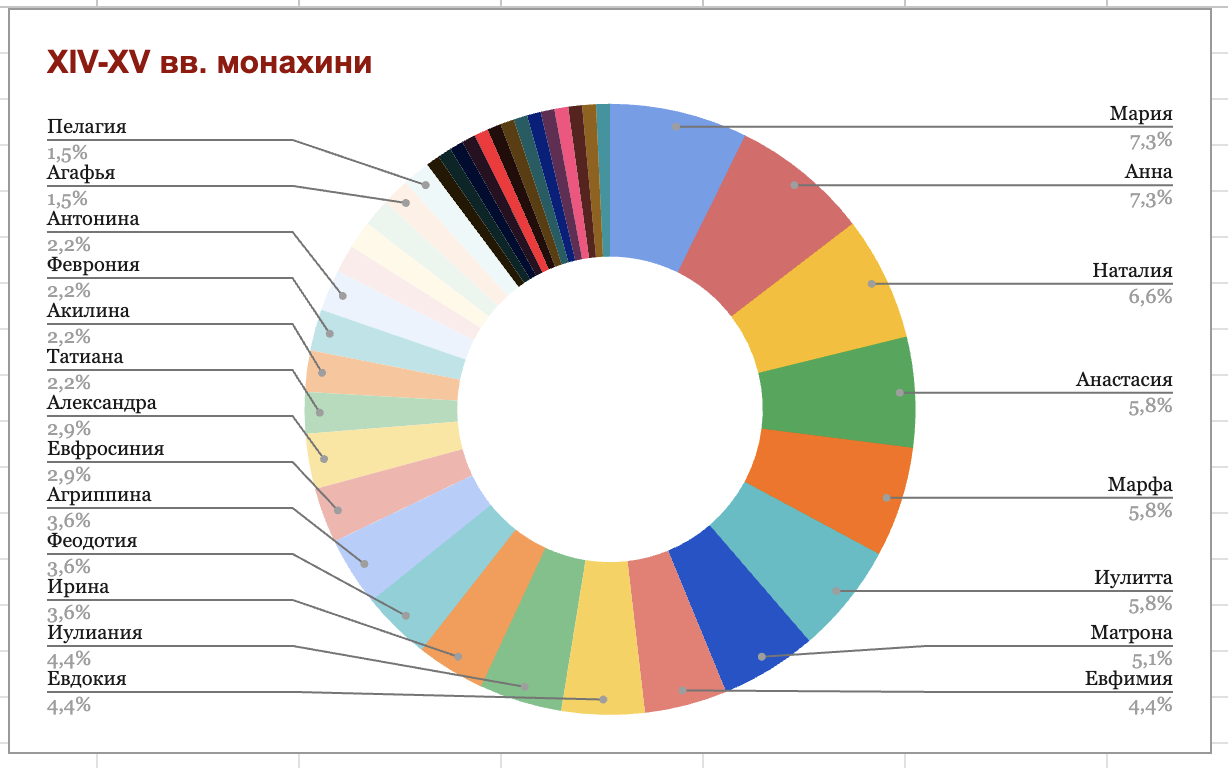 XIV-XV вв. монахини
Пелагия
1,5%
Агафья
1,5%
Антонина
2,2%
Феврония
2,2%
Акилина
2,2%
Татиана
2,2%
Александра
2,9%
Евфросиния
2,9%
Агриппина
3,6%
Феодотия
3,6%
Ирина
3,6%
Иулиания
4,4%
Евдокия
4,4%
Мария
7,3%
Анна
7,3%
Наталия
6,6%
Анастасия
5,8%
Марфа
5,8%
Иулитта
5,8%
Матрона
5,1%
Евфимия
4,4%